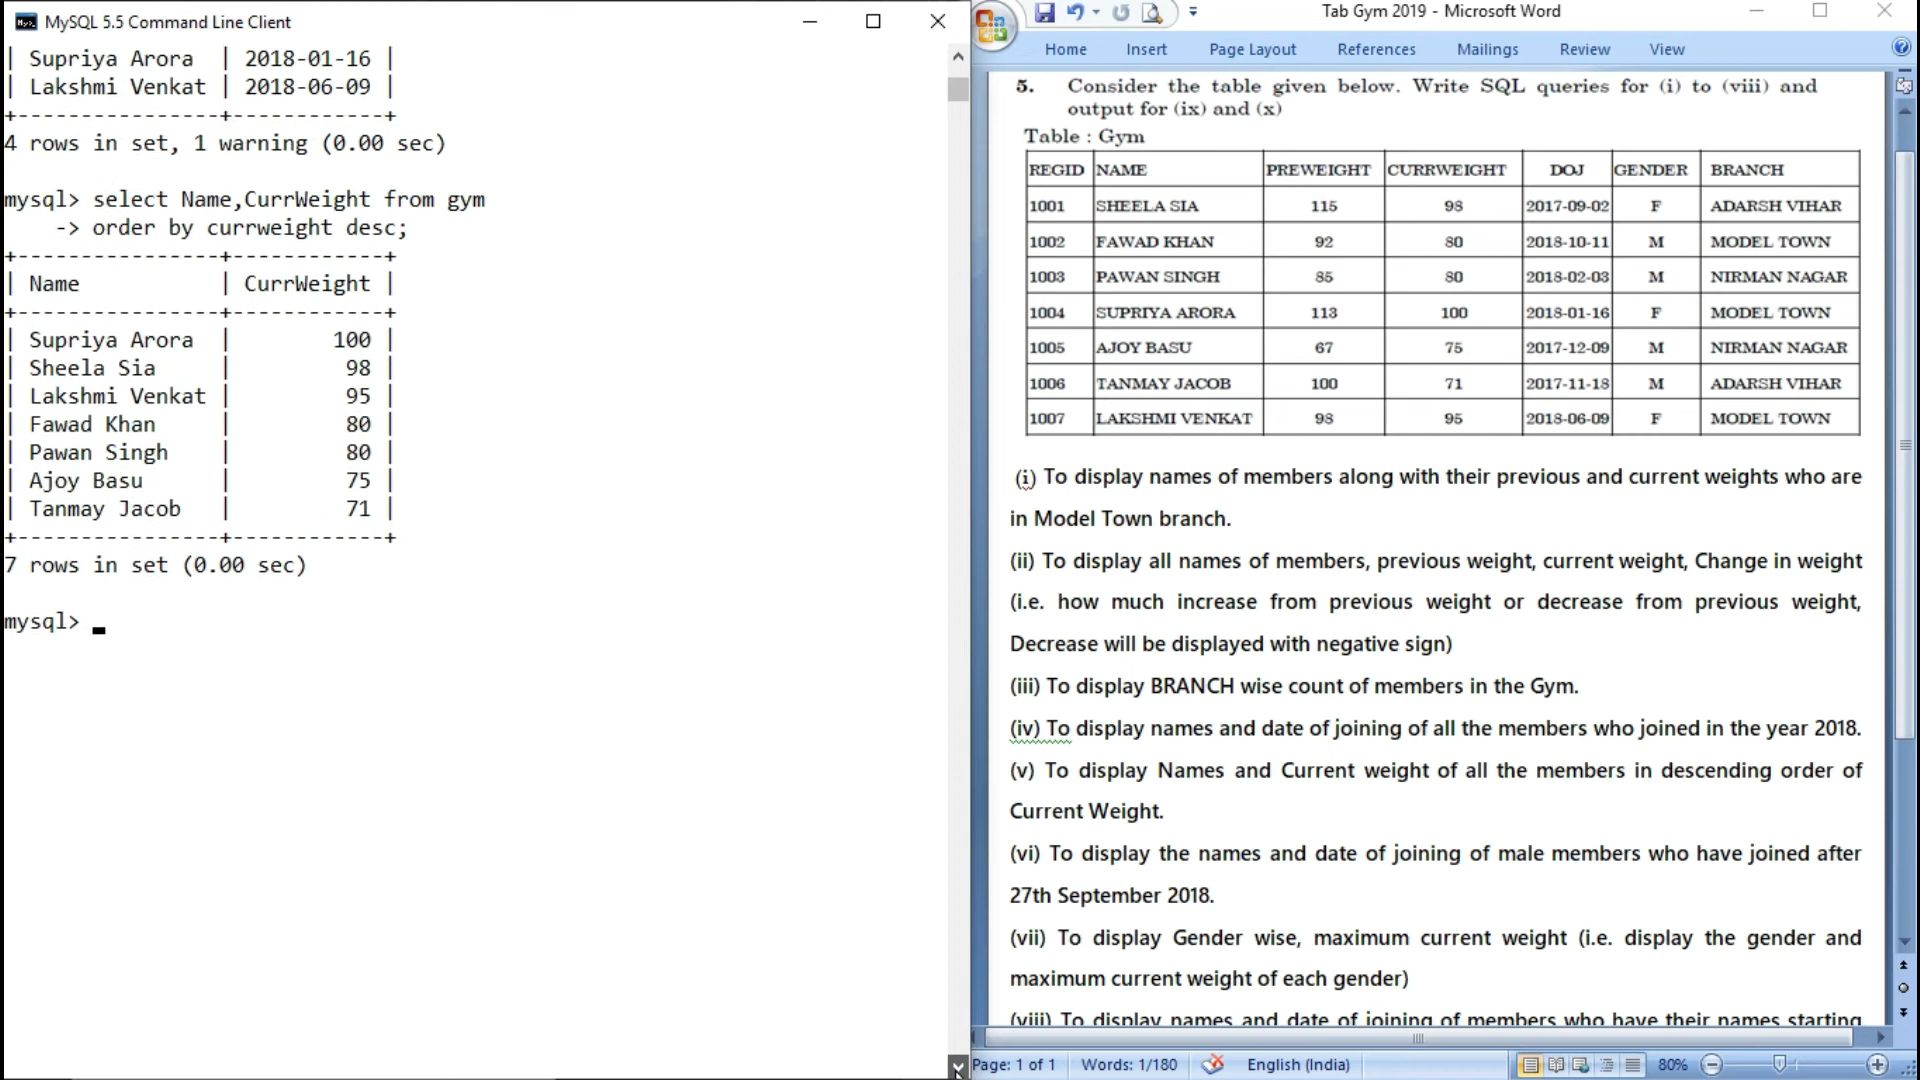 MySQL 5.5 Command Line Client
| Supriya Arora  | 2018-01-16 |
| Lakshmi Venkat | 2018-06-09 |
+----------------+------------+
4 rows in set, 1 warning (0.00 sec)
mysql> select Name,CurrWeight from gym
    -> order by currweight desc;
+----------------+------------+
| Name           | CurrWeight |
+----------------+------------+
| Supriya Arora  |        100 |
| Sheela Sia     |         98 |
| Lakshmi Venkat |         95 |
| Fawad Khan     |         80 |
| Pawan Singh    |         80 |
| Ajoy Basu      |         75 |
| Tanmay Jacob   |         71 |
+----------------+------------+
7 rows in set (0.00 sec)
mysql>
Tab Gym 2019 - Microsoft Word
Home Insert Page Layout References Mailings Review View
5. Consider the table given below. Write SQL queries for (i) to (viii) and
output for (ix) and (x)
Table : Gym
REGID NAME PREWEIGHT CURRWEIGHT DOJ GENDER BRANCH
1001 SHEELA SIA 115 98 2017-09-02 F ADARSH VIHAR
1002 FAWAD KHAN 92 80 2018-10-11 M MODEL TOWN
1003 PAWAN SINGH 85 80 2018-02-03 M NIRMAN NAGAR
1004 SUPRIYA ARORA 113 100 2018-01-16 F MODEL TOWN
1005 AJOY BASU 67 75 2017-12-09 M NIRMAN NAGAR
1006 TANMAY JACOB 100 71 2017-11-18 M ADARSH VIHAR
1007 LAKSHMI VENKAT 98 95 2018-06-09 F MODEL TOWN
(i) To display names of members along with their previous and current weights who are
in Model Town branch.
(ii) To display all names of members, previous weight, current weight, Change in weight
(i.e. how much increase from previous weight or decrease from previous weight,
Decrease will be displayed with negative sign)
(iii) To display BRANCH wise count of members in the Gym.
(iv) To display names and date of joining of all the members who joined in the year 2018.
(v) To display Names and Current weight of all the members in descending order of
Current Weight.
(vi) To display the names and date of joining of male members who have joined after
27th September 2018.
(vii) To display Gender wise, maximum current weight (i.e. display the gender and
maximum current weight of each gender)
(viii) To display names and date of joining of members who have their names starting
Page: 1 of 1 Words: 1/180 English (India) 80%